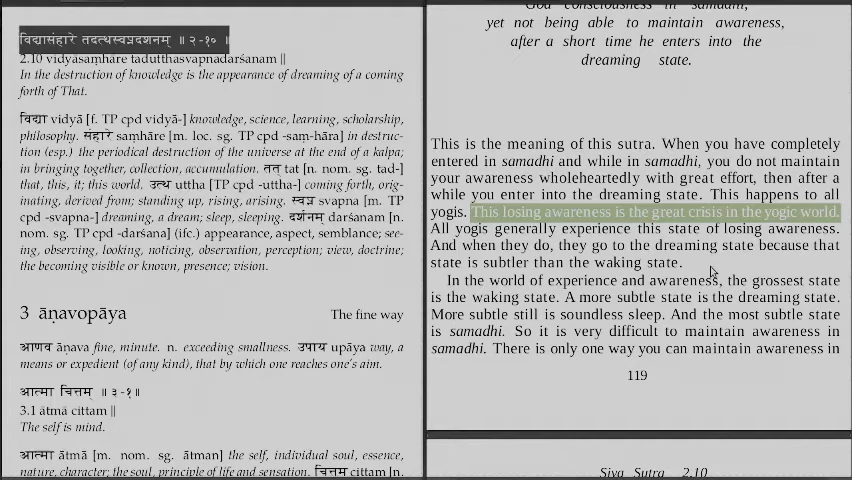 विद्यासंहारे तदुत्थस्वप्नदर्शनम् ॥ २-१० ॥
2.10 vidyāsaṃhāre tadutthasvapnadarśanam ||
In the destruction of knowledge is the appearance of dreaming of a coming
forth of That.
विद्या vidyā [f. TP cpd vidyā-] knowledge, science, learning, scholarship,
philosophy. संहारे saṃhāre [m. loc. sg. TP cpd -saṃ-hāra] in destruc-
tion (esp.) the periodical destruction of the universe at the end of a kalpa;
in bringing together, collection, accumulation. तत् tat [n. nom. sg. tad-]
that, this, it; this world. उत्थ uttha [TP cpd -uttha-] coming forth, orig-
inating, derived from; standing up, rising, arising. स्वप्न svapna [m. TP
cpd -svapna-] dreaming, a dream; sleep, sleeping. दर्शनम् darśanam [n.
nom. sg. TP cpd -darśana] (ifc.) appearance, aspect, semblance; see-
ing, observing, looking, noticing, observation, perception; view, doctrine;
the becoming visible or known, presence; vision.
3 āṇavopāya The fine way
आणव āṇava fine, minute. n. exceeding smallness. उपाय upāya way, a
means or expedient (of any kind), that by which one reaches one's aim.
आत्मा चित्तम् ॥ ३-१॥
3.1 ātmā cittam ||
The self is mind.
आत्मा ātmā [m. nom. sg. ātman] the self, individual soul, essence,
nature, character; the soul, principle of life and sensation. चित्तम् cittam [n.
God consciousness in samadhi,
yet not being able to maintain awareness,
after a short time he enters into the
dreaming state.
This is the meaning of this sutra. When you have completely
entered in samadhi and while in samadhi, you do not maintain
your awareness wholeheartedly with great effort, then after a
while you enter into the dreaming state. This happens to all
yogis. This losing awareness is the great crisis in the yogic world.
All yogis generally experience this state of losing awareness.
And when they do, they go to the dreaming state because that
state is subtler than the waking state.
In the world of experience and awareness, the grossest state
is the waking state. A more subtle state is the dreaming state.
More subtle still is soundless sleep. And the most subtle state
is samadhi. So it is very difficult to maintain awareness in
samadhi. There is only one way you can maintain awareness in
119
Siva Sutra 2.10